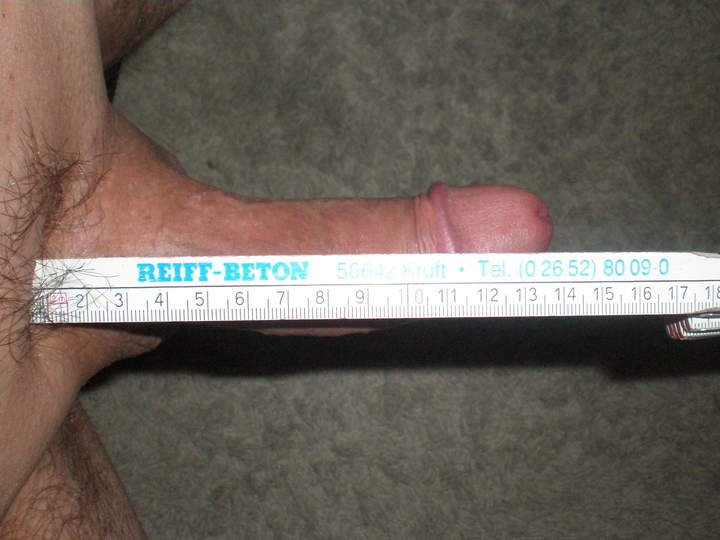 REIFF-BETON 56642 Kruft • Tel. (0 26 52) 80 09-0
2 3 4 5 6 7 8 9 10 11 12 13 14 15 16 17 18